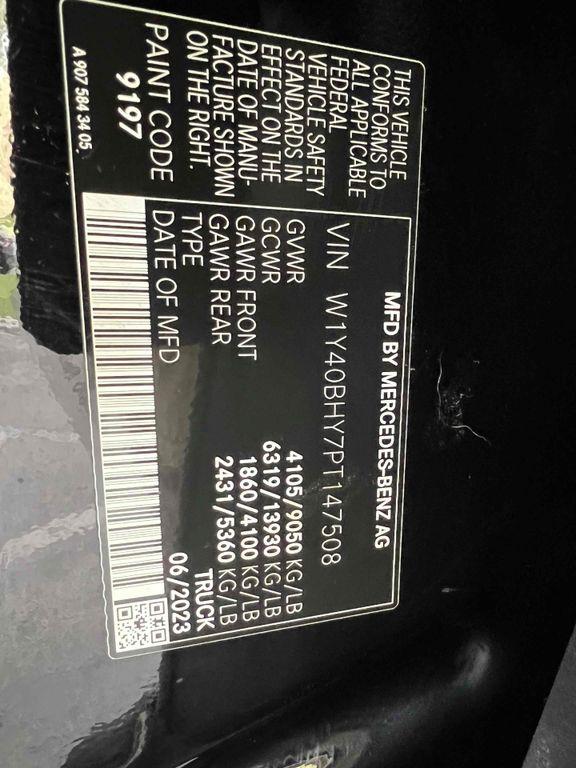 THIS VEHICLE
CONFORMS TO
ALL APPLICABLE
FEDERAL
VEHICLE SAFETY
STANDARDS IN
EFFECT ON THE
DATE OF MANU-
FACTURE SHOWN
ON THE RIGHT.
PAINT CODE
9197
A 907 584 34 05.
MFD BY MERCEDES-BENZ AG
VIN W1Y40BHY7PT147508
GVWR 4105/9050 KG/LB
GCWR 6319/13930 KG/LB
GAWR FRONT 1860/4100 KG/LB
GAWR REAR 2431/5360 KG/LB
TYPE TRUCK
DATE OF MFD 06/2023